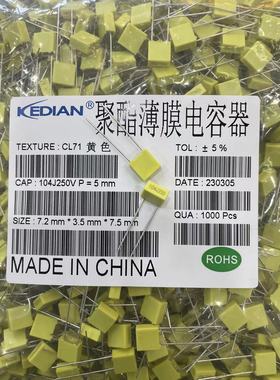 KEDIAN® 聚酯薄膜电容器
TEXTURE : CL71 黄色 TOL : ± 5 %
CAP : 104J250V P = 5 mm DATE : 230305
SIZE : 7.2 mm * 3.5 mm * 7.5 mm QUA : 1000 Pcs
MADE IN CHINA ROHS